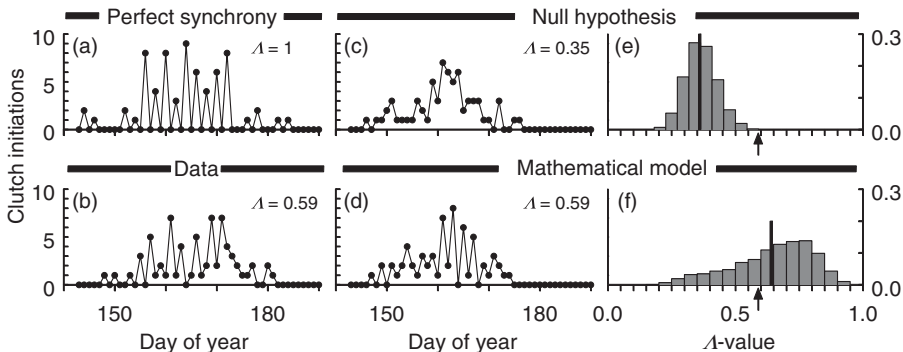 Perfect synchrony Null hypothesis
10 (a) Λ = 1 (c) Λ = 0.35 (e) 0.3
5
0 0.0
Clutch initiations
Data Mathematical model
10 (b) Λ = 0.59 (d) Λ = 0.59 (f) 0.3
5
0 0.0
150 180 150 180 0.0 0.5 1.0
Day of year Day of year Λ-value